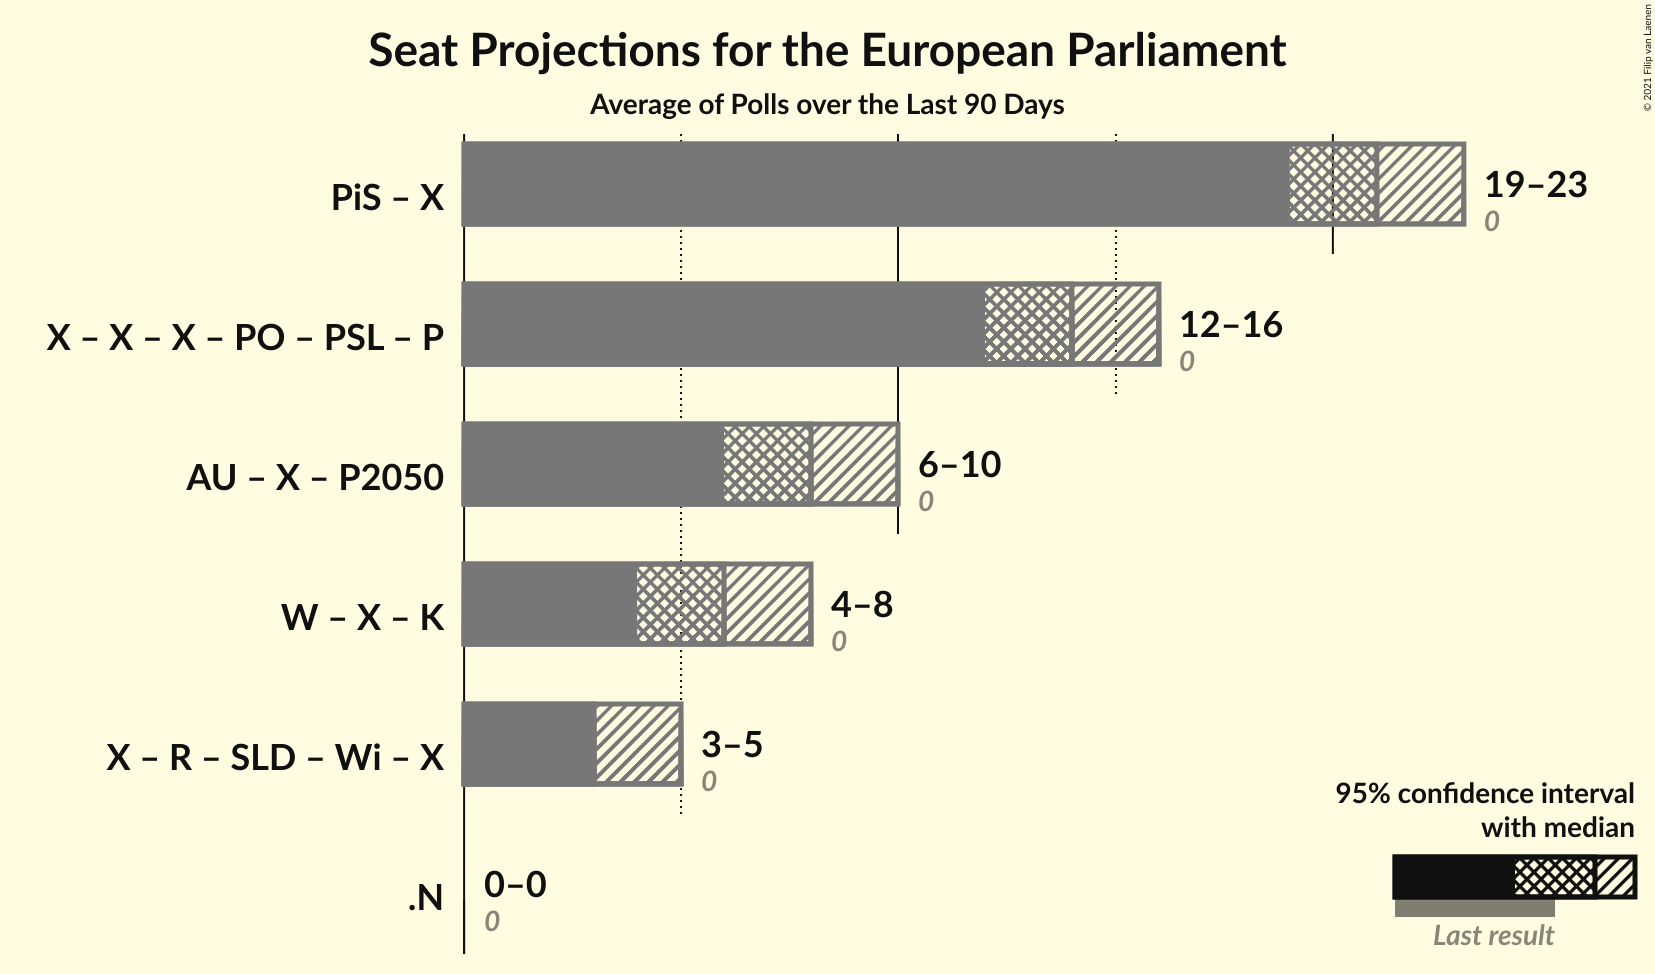 Seat Projections for the European Parliament
Average of Polls over the Last 90 Days
© 2021 Filip van Laenen
PiS – X
19–23
0
X – X – X – PO – PSL – P
12–16
0
AU – X – P2050
6–10
0
W – X – K
4–8
0
X – R – SLD – Wi – X
3–5
0
.N
0–0
0
95% confidence interval
with median
Last result